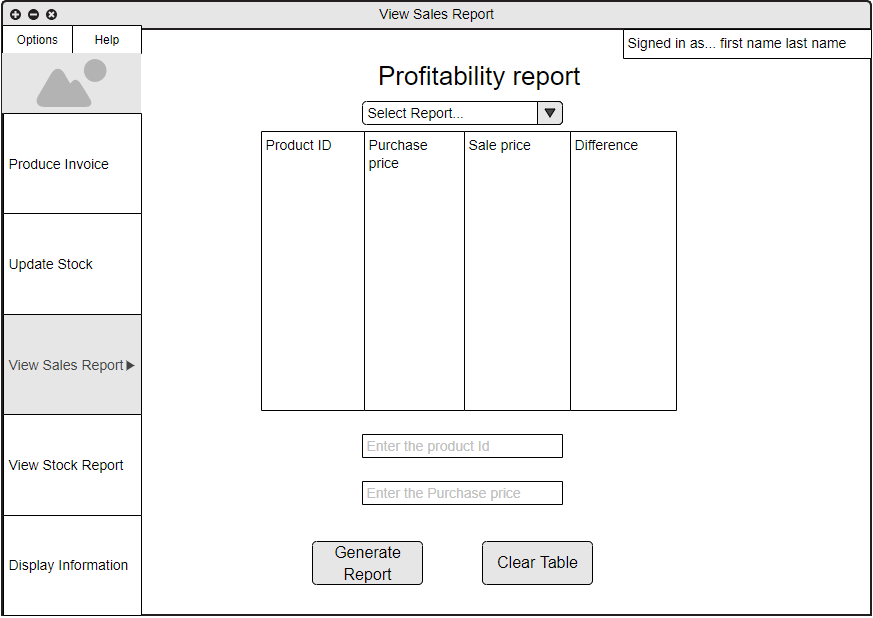 View Sales Report
Options
Help
Signed in as... first name last name
Profitability report
Select Report...
Product ID
Purchase
price
Sale price
Difference
Produce Invoice
Update Stock
View Sales Report
View Stock Report
Display Information
Enter the product Id
Enter the Purchase price
Generate
Report
Clear Table